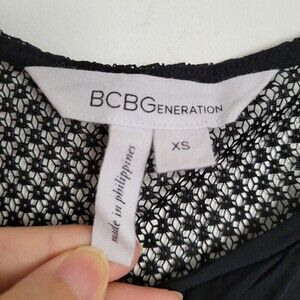 BCBGENERATION
XS
made in philippines